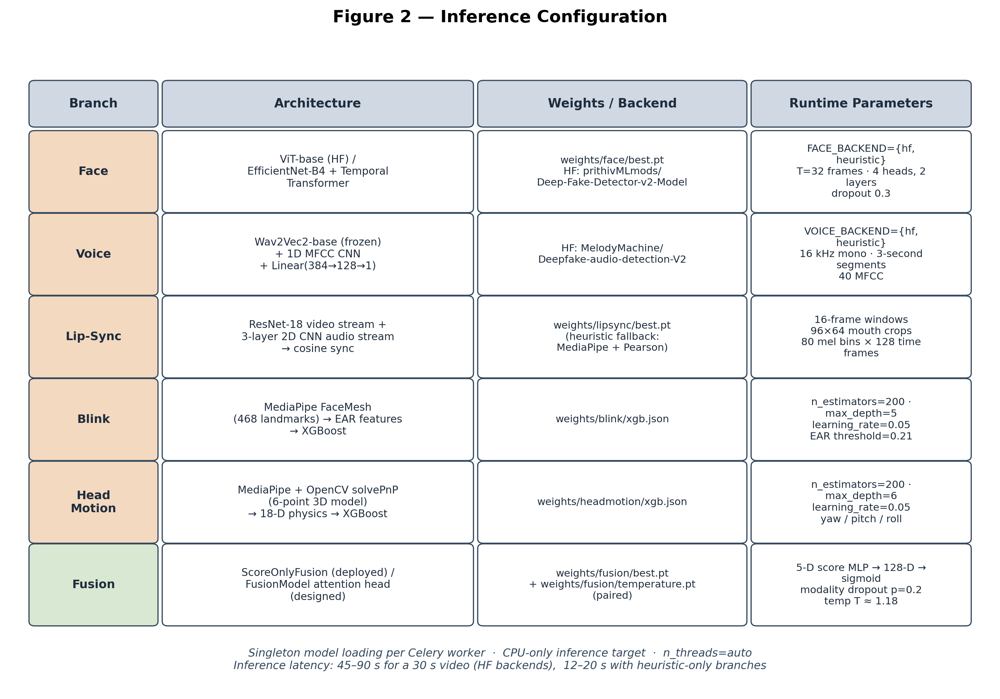 Figure 2 — Inference Configuration
Branch
Architecture
Weights / Backend
Runtime Parameters
Face
ViT-base (HF) /
EfficientNet-B4 + Temporal
Transformer
weights/face/best.pt
HF: prithivMLmods/
Deep-Fake-Detector-v2-Model
FACE_BACKEND={hf,
heuristic}
T=32 frames · 4 heads, 2
layers
dropout 0.3
Voice
Wav2Vec2-base (frozen)
+ 1D MFCC CNN
+ Linear(384→128→1)
HF: MelodyMachine/
Deepfake-audio-detection-V2
VOICE_BACKEND={hf,
heuristic}
16 kHz mono · 3-second
segments
40 MFCC
Lip-Sync
ResNet-18 video stream +
3-layer 2D CNN audio stream
→ cosine sync
weights/lipsync/best.pt
(heuristic fallback:
MediaPipe + Pearson)
16-frame windows
96×64 mouth crops
80 mel bins × 128 time
frames
Blink
MediaPipe FaceMesh
(468 landmarks) → EAR features
→ XGBoost
weights/blink/xgb.json
n_estimators=200 ·
max_depth=5
learning_rate=0.05
EAR threshold=0.21
Head
Motion
MediaPipe + OpenCV solvePnP
(6-point 3D model)
→ 18-D physics → XGBoost
weights/headmotion/xgb.json
n_estimators=200 ·
max_depth=6
learning_rate=0.05
yaw / pitch / roll
Fusion
ScoreOnlyFusion (deployed) /
FusionModel attention head
(designed)
weights/fusion/best.pt
+ weights/fusion/temperature.pt
(paired)
5-D score MLP → 128-D →
sigmoid
modality dropout p=0.2
temp T ≈ 1.18
Singleton model loading per Celery worker · CPU-only inference target · n_threads=auto
Inference latency: 45–90 s for a 30 s video (HF backends), 12–20 s with heuristic-only branches